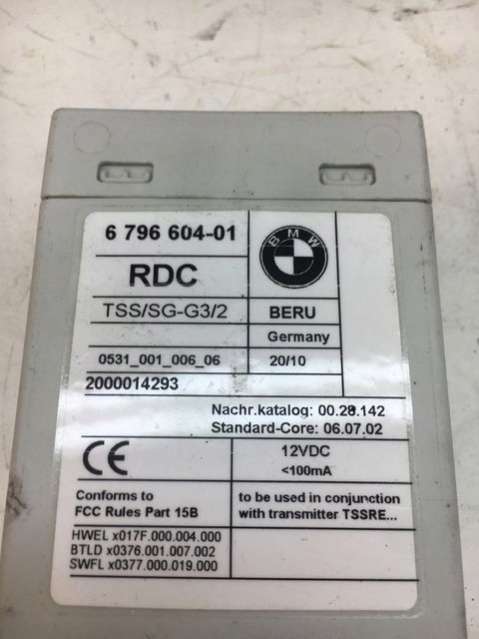 6 796 604-01
BMW
RDC
TSS/SG-G3/2
BERU
Germany
0531_001_006_06
20/10
2000014293
Nachr.katalog: 00.28.142
Standard-Core: 06.07.02
CE
12VDC
<100mA
Conforms to
FCC Rules Part 15B
to be used in conjunction
with transmitter TSSRE...
HWEL x017F.000.004.000
BTLD x0376.001.007.002
SWFL x0377.000.019.000